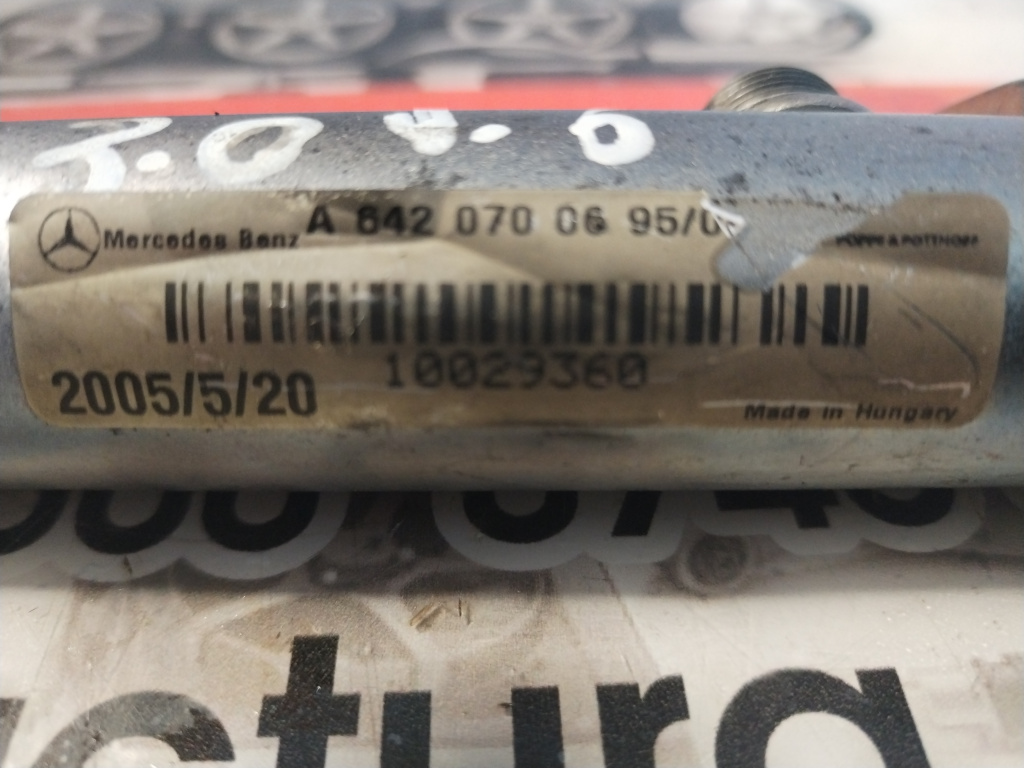 3.0 v.6
Mercedes Benz A 642 070 06 95/0
POPPE & POTTHOFF
10029360
2005/5/20
Made in Hungary